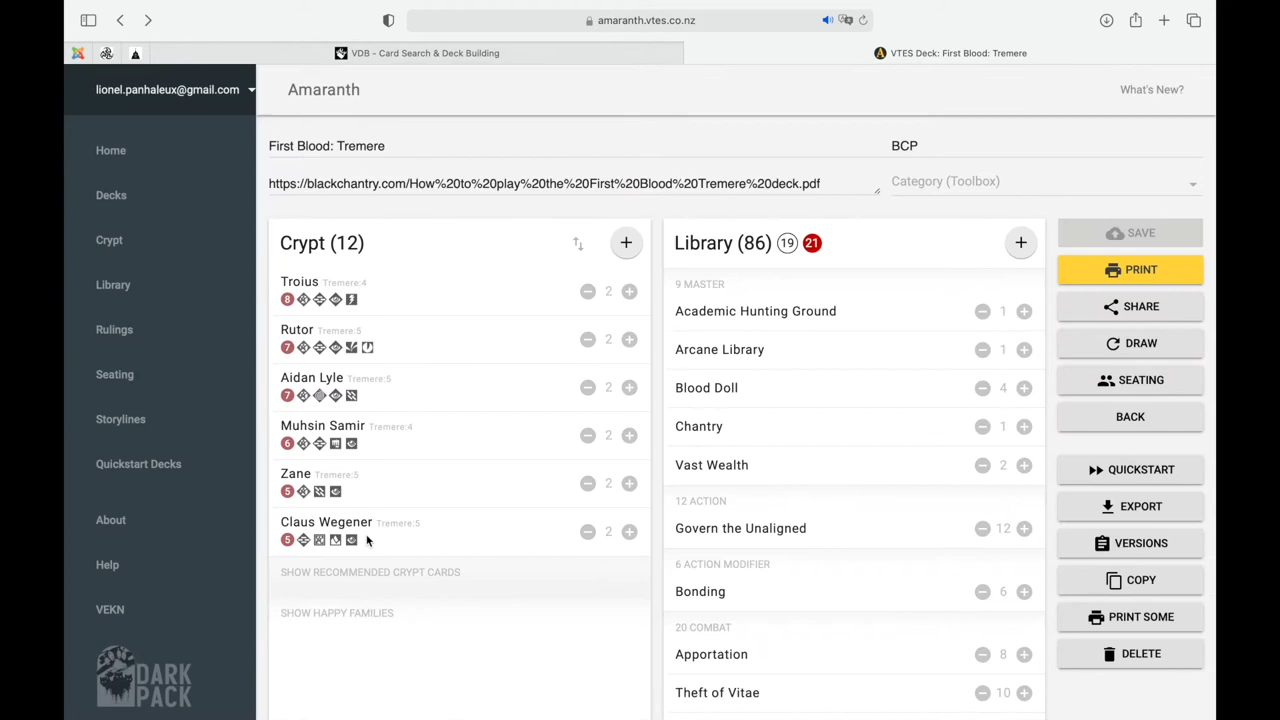 amaranth.vtes.co.nz
VDB - Card Search & Deck Building
VTES Deck: First Blood: Tremere
lionel.panhaleux@gmail.com
Amaranth
What's New?
Home
Decks
Crypt
Library
Rulings
Seating
Storylines
Quickstart Decks
About
Help
VEKN
DARK
PACK
First Blood: Tremere
BCP
https://blackchantry.com/How%20to%20play%20the%20First%20Blood%20Tremere%20deck.pdf
Category (Toolbox)
Crypt (12)
Troius Tremere:4
8
2
Rutor Tremere:5
7
2
Aidan Lyle Tremere:5
7
2
Muhsin Samir Tremere:4
6
2
Zane Tremere:5
5
2
Claus Wegener Tremere:5
5
2
SHOW RECOMMENDED CRYPT CARDS
SHOW HAPPY FAMILIES
Library (86) 19 21
9 MASTER
Academic Hunting Ground 1
Arcane Library 1
Blood Doll 4
Chantry 1
Vast Wealth 2
12 ACTION
Govern the Unaligned 12
6 ACTION MODIFIER
Bonding 6
20 COMBAT
Apportation 8
Theft of Vitae 10
SAVE
PRINT
SHARE
DRAW
SEATING
BACK
QUICKSTART
EXPORT
VERSIONS
COPY
PRINT SOME
DELETE